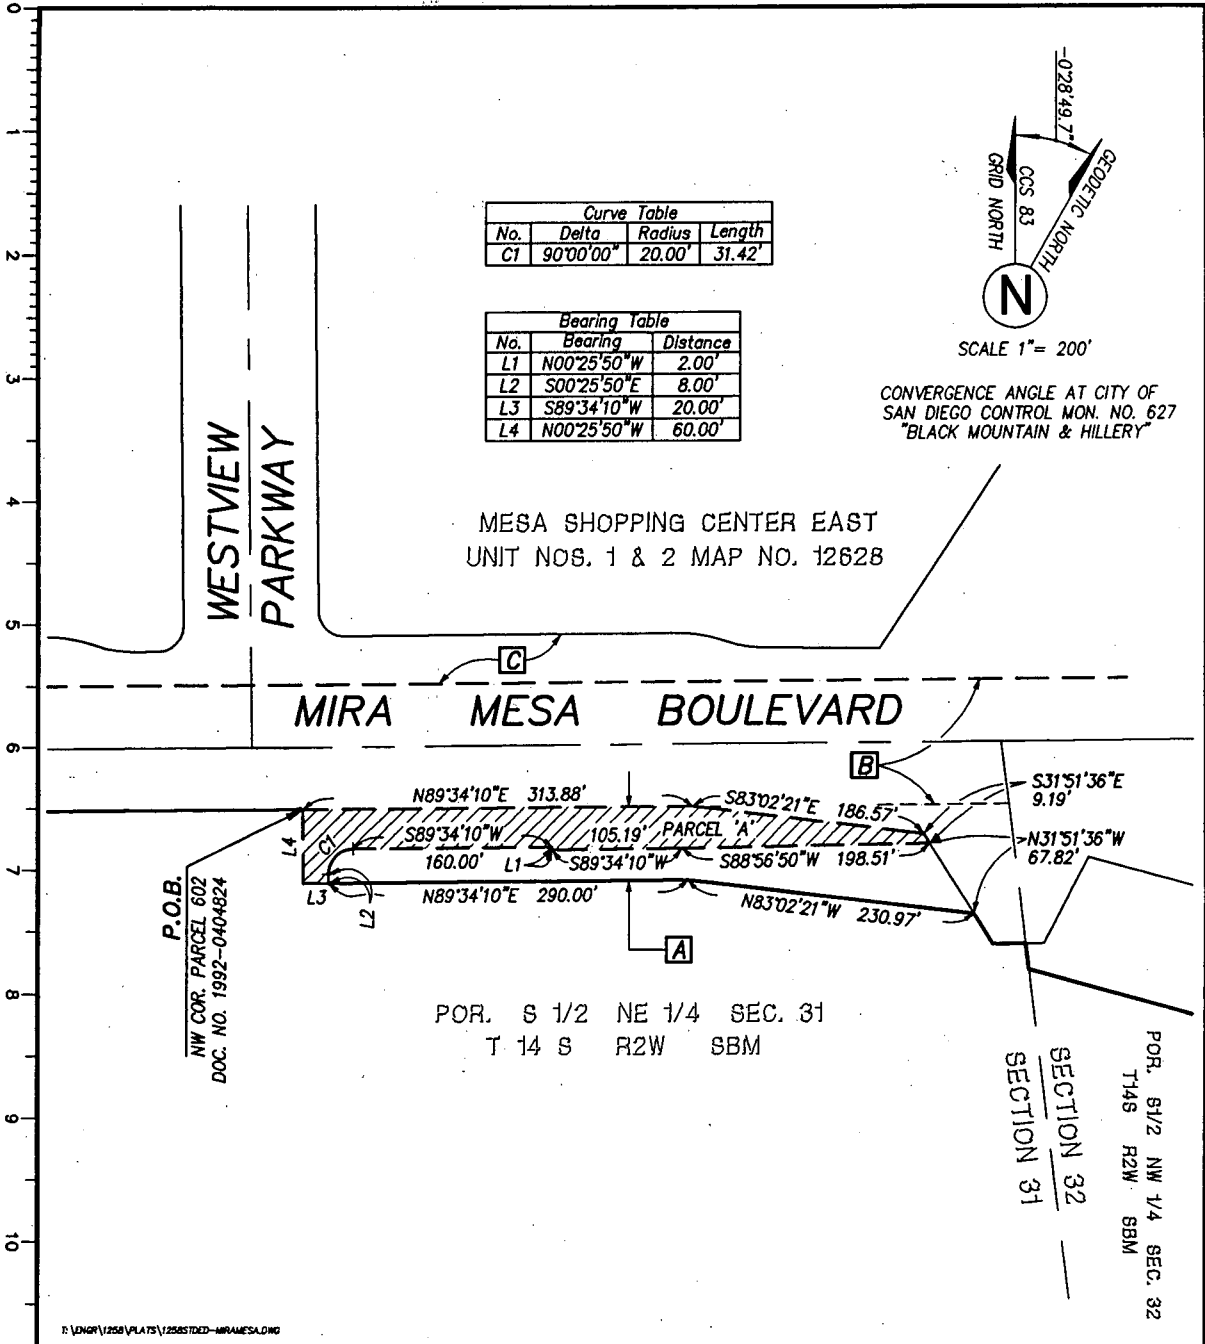 0
1
2
3
4
5
6
7
8
9
10
-0°28'49.7"
GEODETIC NORTH
CCS 83
GRID NORTH
N
SCALE 1"= 200'
CONVERGENCE ANGLE AT CITY OF
SAN DIEGO CONTROL MON. NO. 627
"BLACK MOUNTAIN & HILLERY"
Curve Table
No. Delta Radius Length
C1 90°00'00" 20.00' 31.42'
Bearing Table
No. Bearing Distance
L1 N00°25'50"W 2.00'
L2 S00°25'50"E 8.00'
L3 S89°34'10"W 20.00'
L4 N00°25'50"W 60.00'
WESTVIEW
PARKWAY
MESA SHOPPING CENTER EAST
UNIT NOS. 1 & 2 MAP NO. 12628
C
MIRA MESA BOULEVARD
B
S31°51'36"E
9.19'
N89°34'10"E 313.88'
S83°02'21"E 186.57'
S89°34'10"W 105.19' PARCEL 'A'
N31°51'36"W
67.82'
L4
C1
160.00' L1 S89°34'10"W S88°56'50"W 198.51'
L3
L2
N89°34'10"E 290.00'
N83°02'21"W 230.97'
A
P.O.B.
NW COR. PARCEL 602
DOC. NO. 1992-0404824
POR. S 1/2 NE 1/4 SEC. 31
T 14 S R2W SBM
SECTION 32
SECTION 31
POR. S1/2 NW 1/4 SEC. 32
T14S R2W SBM
T:\ENGR\1258\PLATS\1258STDED-MIRAMESA.DWG